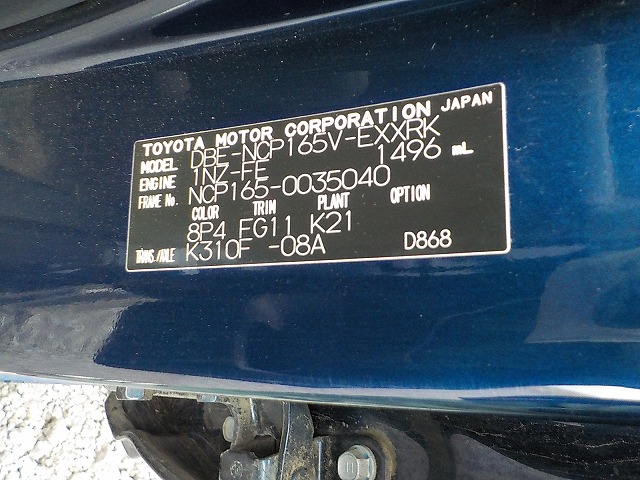 TOYOTA MOTOR CORPORATION JAPAN
MODEL DBE-NCP165V-EXXRK
ENGINE 1NZ-FE 1496 mL
FRAME No. NCP165-0035040
COLOR TRIM PLANT OPTION
8P4 FG11 K21
TRANS./AXLE K310F -08A D868